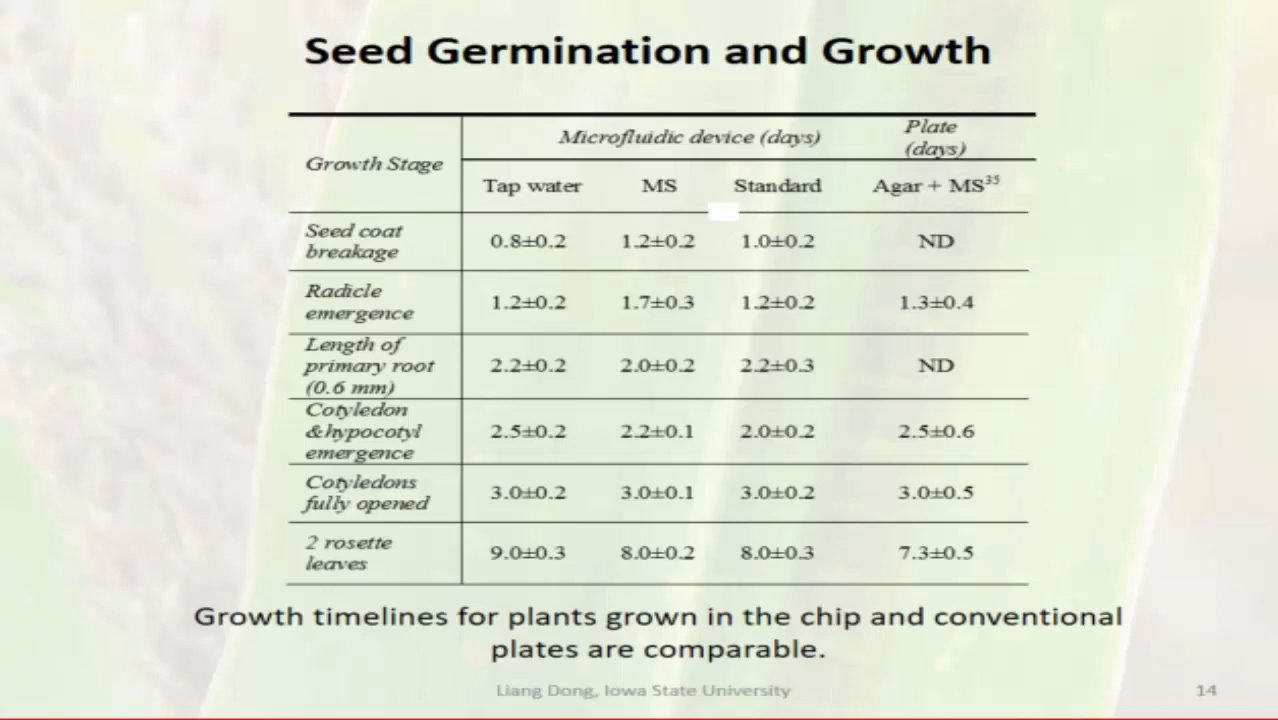 Seed Germination and Growth
Growth Stage
Microfluidic device (days)
Plate
(days)
Tap water MS Standard Agar + MS³⁵
Seed coat
breakage
0.8±0.2 1.2±0.2 1.0±0.2 ND
Radicle
emergence
1.2±0.2 1.7±0.3 1.2±0.2 1.3±0.4
Length of
primary root
(0.6 mm)
2.2±0.2 2.0±0.2 2.2±0.3 ND
Cotyledon
&hypocotyl
emergence
2.5±0.2 2.2±0.1 2.0±0.2 2.5±0.6
Cotyledons
fully opened
3.0±0.2 3.0±0.1 3.0±0.2 3.0±0.5
2 rosette
leaves
9.0±0.3 8.0±0.2 8.0±0.3 7.3±0.5
Growth timelines for plants grown in the chip and conventional
plates are comparable.
Liang Dong, Iowa State University
14